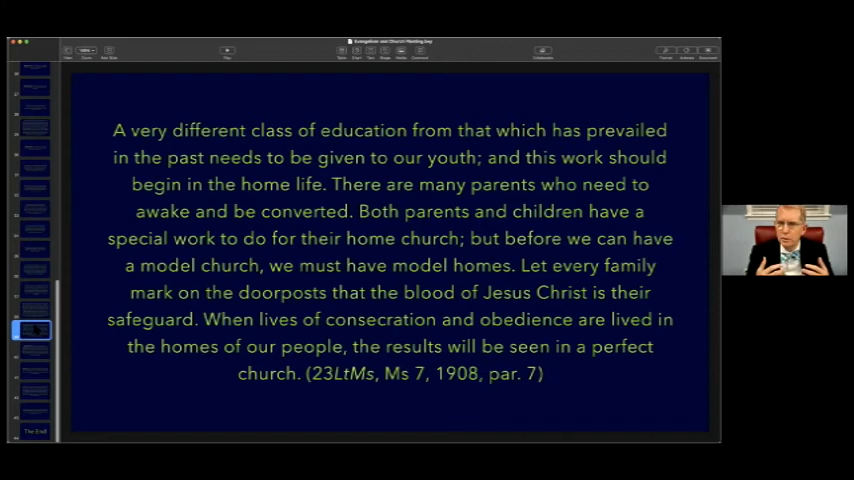 Evangelism and Church Planting.key
A very different class of education from that which has prevailed
in the past needs to be given to our youth; and this work should
begin in the home life. There are many parents who need to
awake and be converted. Both parents and children have a
special work to do for their home church; but before we can have
a model church, we must have model homes. Let every family
mark on the doorposts that the blood of Jesus Christ is their
safeguard. When lives of consecration and obedience are lived in
the homes of our people, the results will be seen in a perfect
church. (23LtMs, Ms 7, 1908, par. 7)
The End